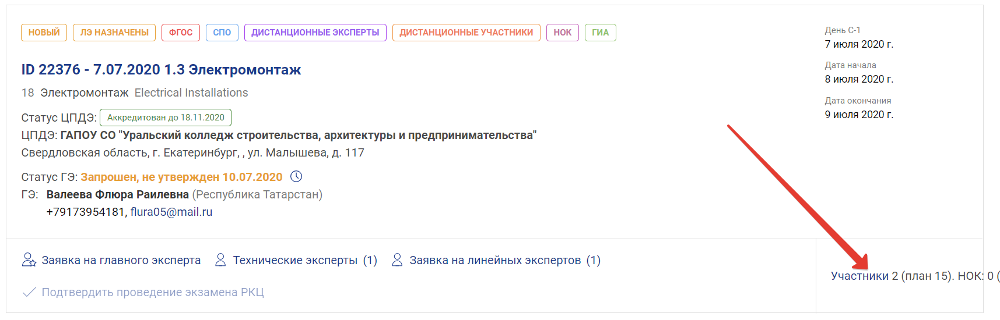 НОВЫЙ ЛЭ НАЗНАЧЕНЫ ФГОС СПО ДИСТАНЦИОННЫЕ ЭКСПЕРТЫ ДИСТАНЦИОННЫЕ УЧАСТНИКИ НОК ГИА
ID 22376 - 7.07.2020 1.3 Электромонтаж
18 Электромонтаж Electrical Installations
Статус ЦПДЭ: Аккредитован до 18.11.2020
ЦПДЭ: ГАПОУ СО "Уральский колледж строительства, архитектуры и предпринимательства"
Свердловская область, г. Екатеринбург, , ул. Малышева, д. 117
Статус ГЭ: Запрошен, не утвержден 10.07.2020
ГЭ: Валеева Флюра Раилевна (Республика Татарстан)
+79173954181, flura05@mail.ru
День С-1
7 июля 2020 г.
Дата начала
8 июля 2020 г.
Дата окончания
9 июля 2020 г.
Заявка на главного эксперта Технические эксперты (1) Заявка на линейных экспертов (1)
Подтвердить проведение экзамена РКЦ
Участники 2 (план 15). НОК: 0 (